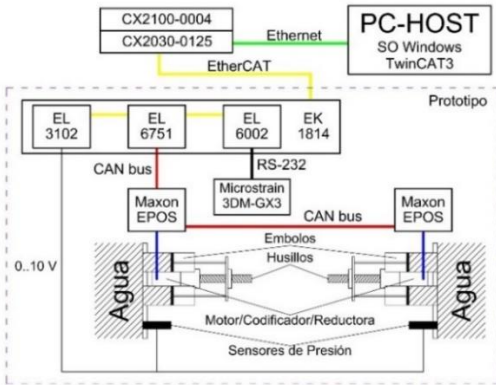 CX2100-0004
CX2030-0125
Ethernet
PC-HOST
SO Windows
TwinCAT3
EtherCAT
Prototipo
EL
3102
EL
6751
EL
6002
EK
1814
CAN bus
RS-232
Microstrain
3DM-GX3
Maxon
EPOS
CAN bus
Maxon
EPOS
0..10 V
Embolos
Husillos
Agua
Agua
Motor/Codificador/Reductora
Sensores de Presión